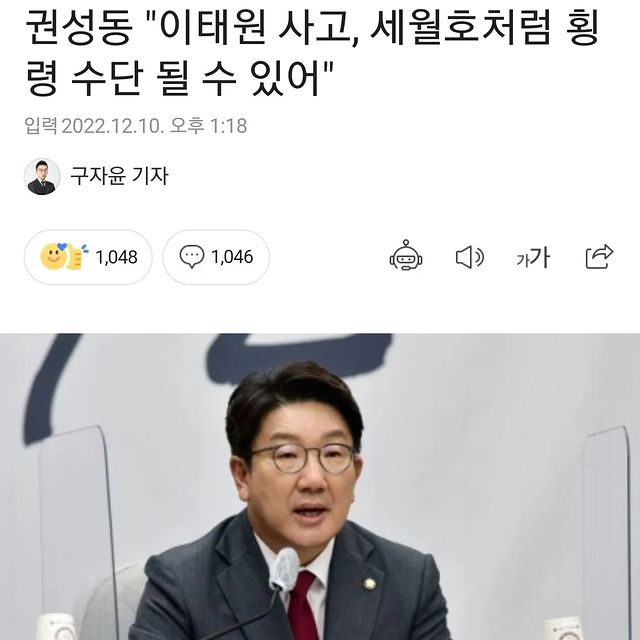 권성동 "이태원 사고, 세월호처럼 횡
령 수단 될 수 있어"
입력 2022.12.10. 오후 1:18
구자윤 기자
1,048
1,046
가가